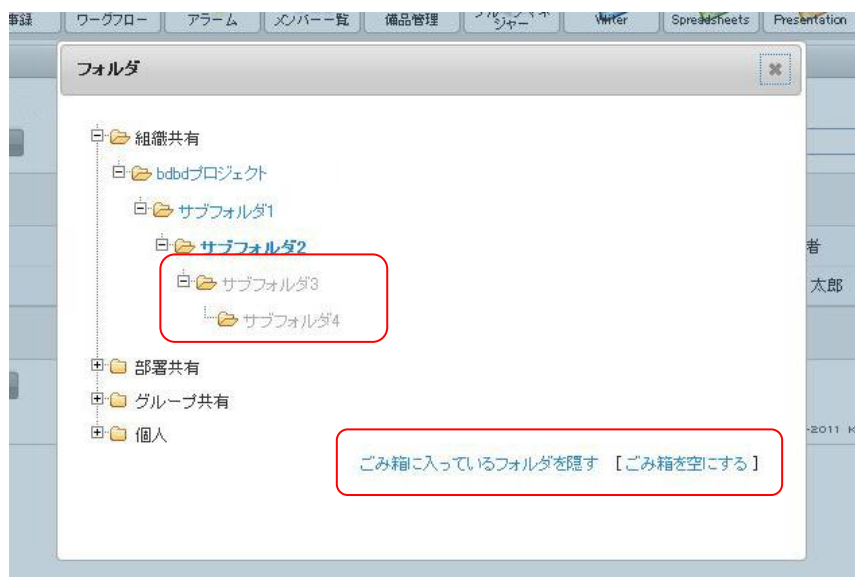 事録 ワークフロー アラーム メンバー一覧 備品管理 ジャー Writer Spreadsheets Presentation
フォルダ
組織共有
bdbdプロジェクト
サブフォルダ1
サブフォルダ2
者
サブフォルダ3
太郎
サブフォルダ4
部署共有
グループ共有
個人
-2011 K
ごみ箱に入っているフォルダを隠す [ごみ箱を空にする]